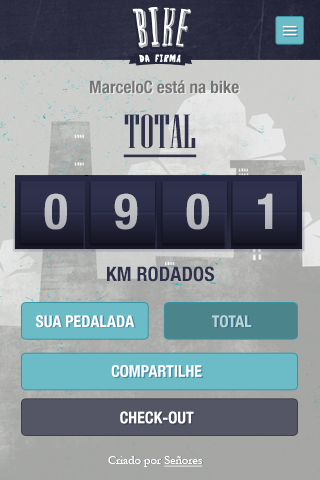 BIKE
DA FIRMA
MarceloC está na bike
TOTAL
0 9 0 1
KM RODADOS
SUA PEDALADA
TOTAL
COMPARTILHE
CHECK-OUT
Criado por Señores